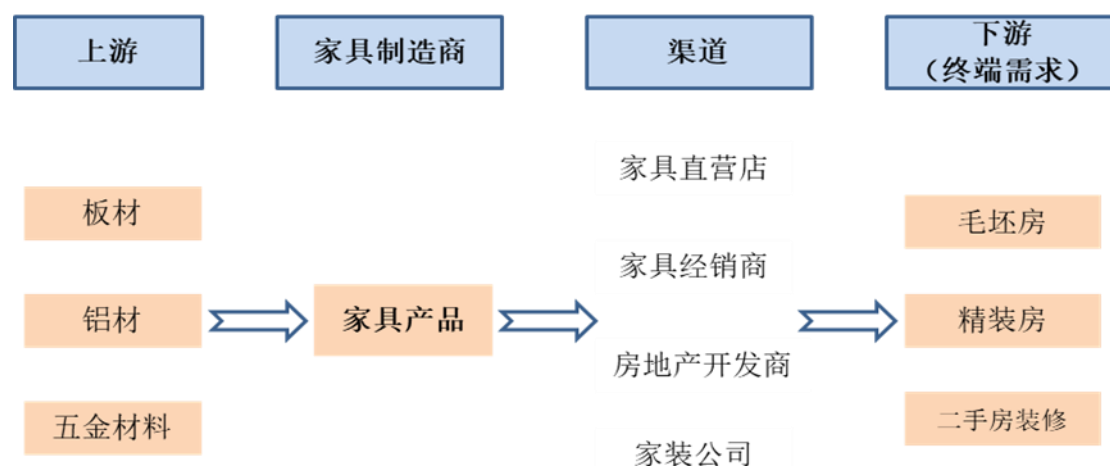 上游
家具制造商
渠道
下游
（终端需求）
家具直营店
板材
毛坯房
家具经销商
铝材
家具产品
精装房
房地产开发商
五金材料
二手房装修
家装公司